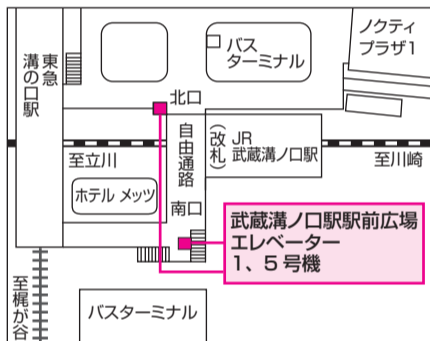 ノクティ
プラザ1
バス
ターミナル
東急
溝の口駅
北口
自由通路
(改札)
JR
武蔵溝ノ口駅
至立川
至川崎
ホテル メッツ
南口
武蔵溝ノ口駅駅前広場
エレベーター
1、5号機
至梶が谷
バスターミナル